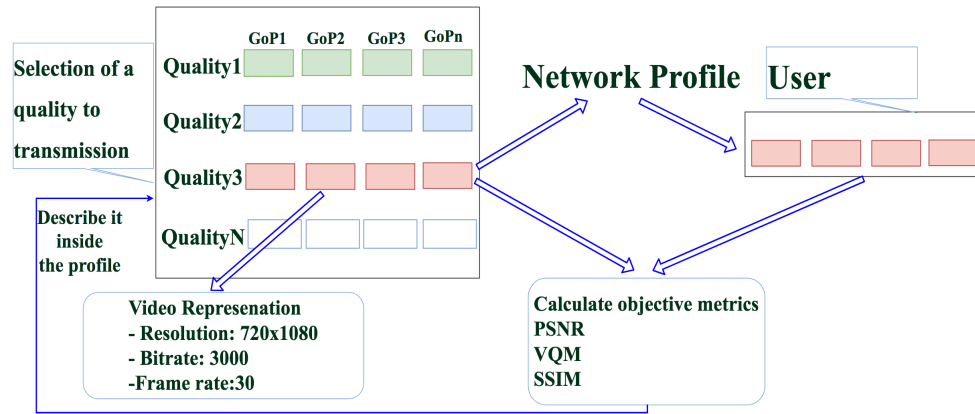 GoP1 GoP2 GoP3 GoPn
Selection of a
quality to
transmission
Quality1
Quality2
Quality3
QualityN
Network Profile
User
Describe it
inside
the profile
Video Represenation
- Resolution: 720x1080
- Bitrate: 3000
-Frame rate:30
Calculate objective metrics
PSNR
VQM
SSIM